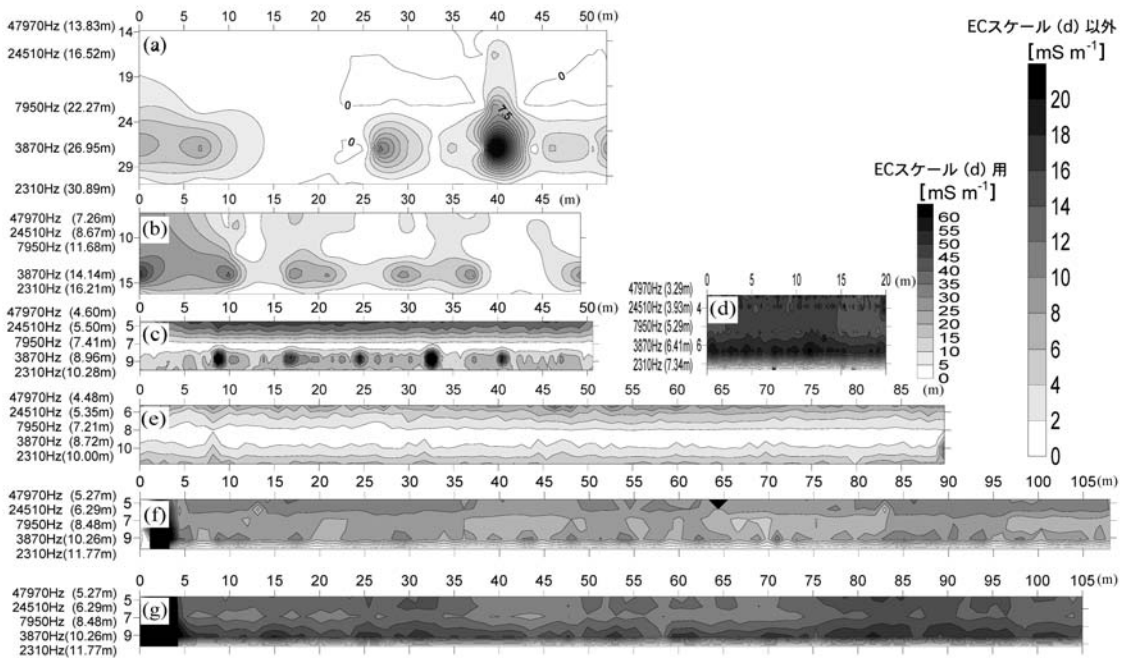 0 5 10 15 20 25 30 35 40 45 50 (m)
47970Hz (13.83m) 14
24510Hz (16.52m)
19
7950Hz (22.27m)
24
3870Hz (26.95m)
29
2310Hz (30.89m)
(a)
0
0
0
0
7.5
0 5 10 15 20 25 30 35 40 45 (m)
47970Hz (7.26m)
24510Hz (8.67m) 10
7950Hz (11.68m)
3870Hz (14.14m)
2310Hz (16.21m) 15
(b)
0 5 10 15 20 25 30 35 40 45 50 (m)
47970Hz (4.60m)
24510Hz (5.50m) 5
7950Hz (7.41m) 7
3870Hz (8.96m) 9
2310Hz (10.28m)
(c)
0 5 10 15 20 (m)
47970Hz (3.29m)
24510Hz (3.93m) 4
7950Hz (5.29m)
3870Hz (6.41m) 6
2310Hz (7.34m)
(d)
ECスケール (d) 以外
[mS m-1]
20
18
16
14
12
10
8
6
4
2
0
ECスケール (d) 用
[mS m-1]
60
55
50
45
40
35
30
25
20
15
10
5
0
0 5 10 15 20 25 30 35 40 45 50 55 60 65 70 75 80 85 (m)
47970Hz (4.48m)
24510Hz (5.35m) 6
7950Hz (7.21m) 8
3870Hz (8.72m)
2310Hz (10.00m) 10
(e)
0 5 10 15 20 25 30 35 40 45 50 55 60 65 70 75 80 85 90 95 100 105(m)
47970Hz (5.27m) 5
24510Hz (6.29m)
7950Hz (8.48m) 7
3870Hz (10.26m) 9
2310Hz (11.77m)
(f)
0 5 10 15 20 25 30 35 40 45 50 55 60 65 70 75 80 85 90 95 100 105(m)
47970Hz (5.27m) 5
24510Hz (6.29m)
7950Hz (8.48m) 7
3870Hz (10.26m) 9
2310Hz (11.77m)
(g)